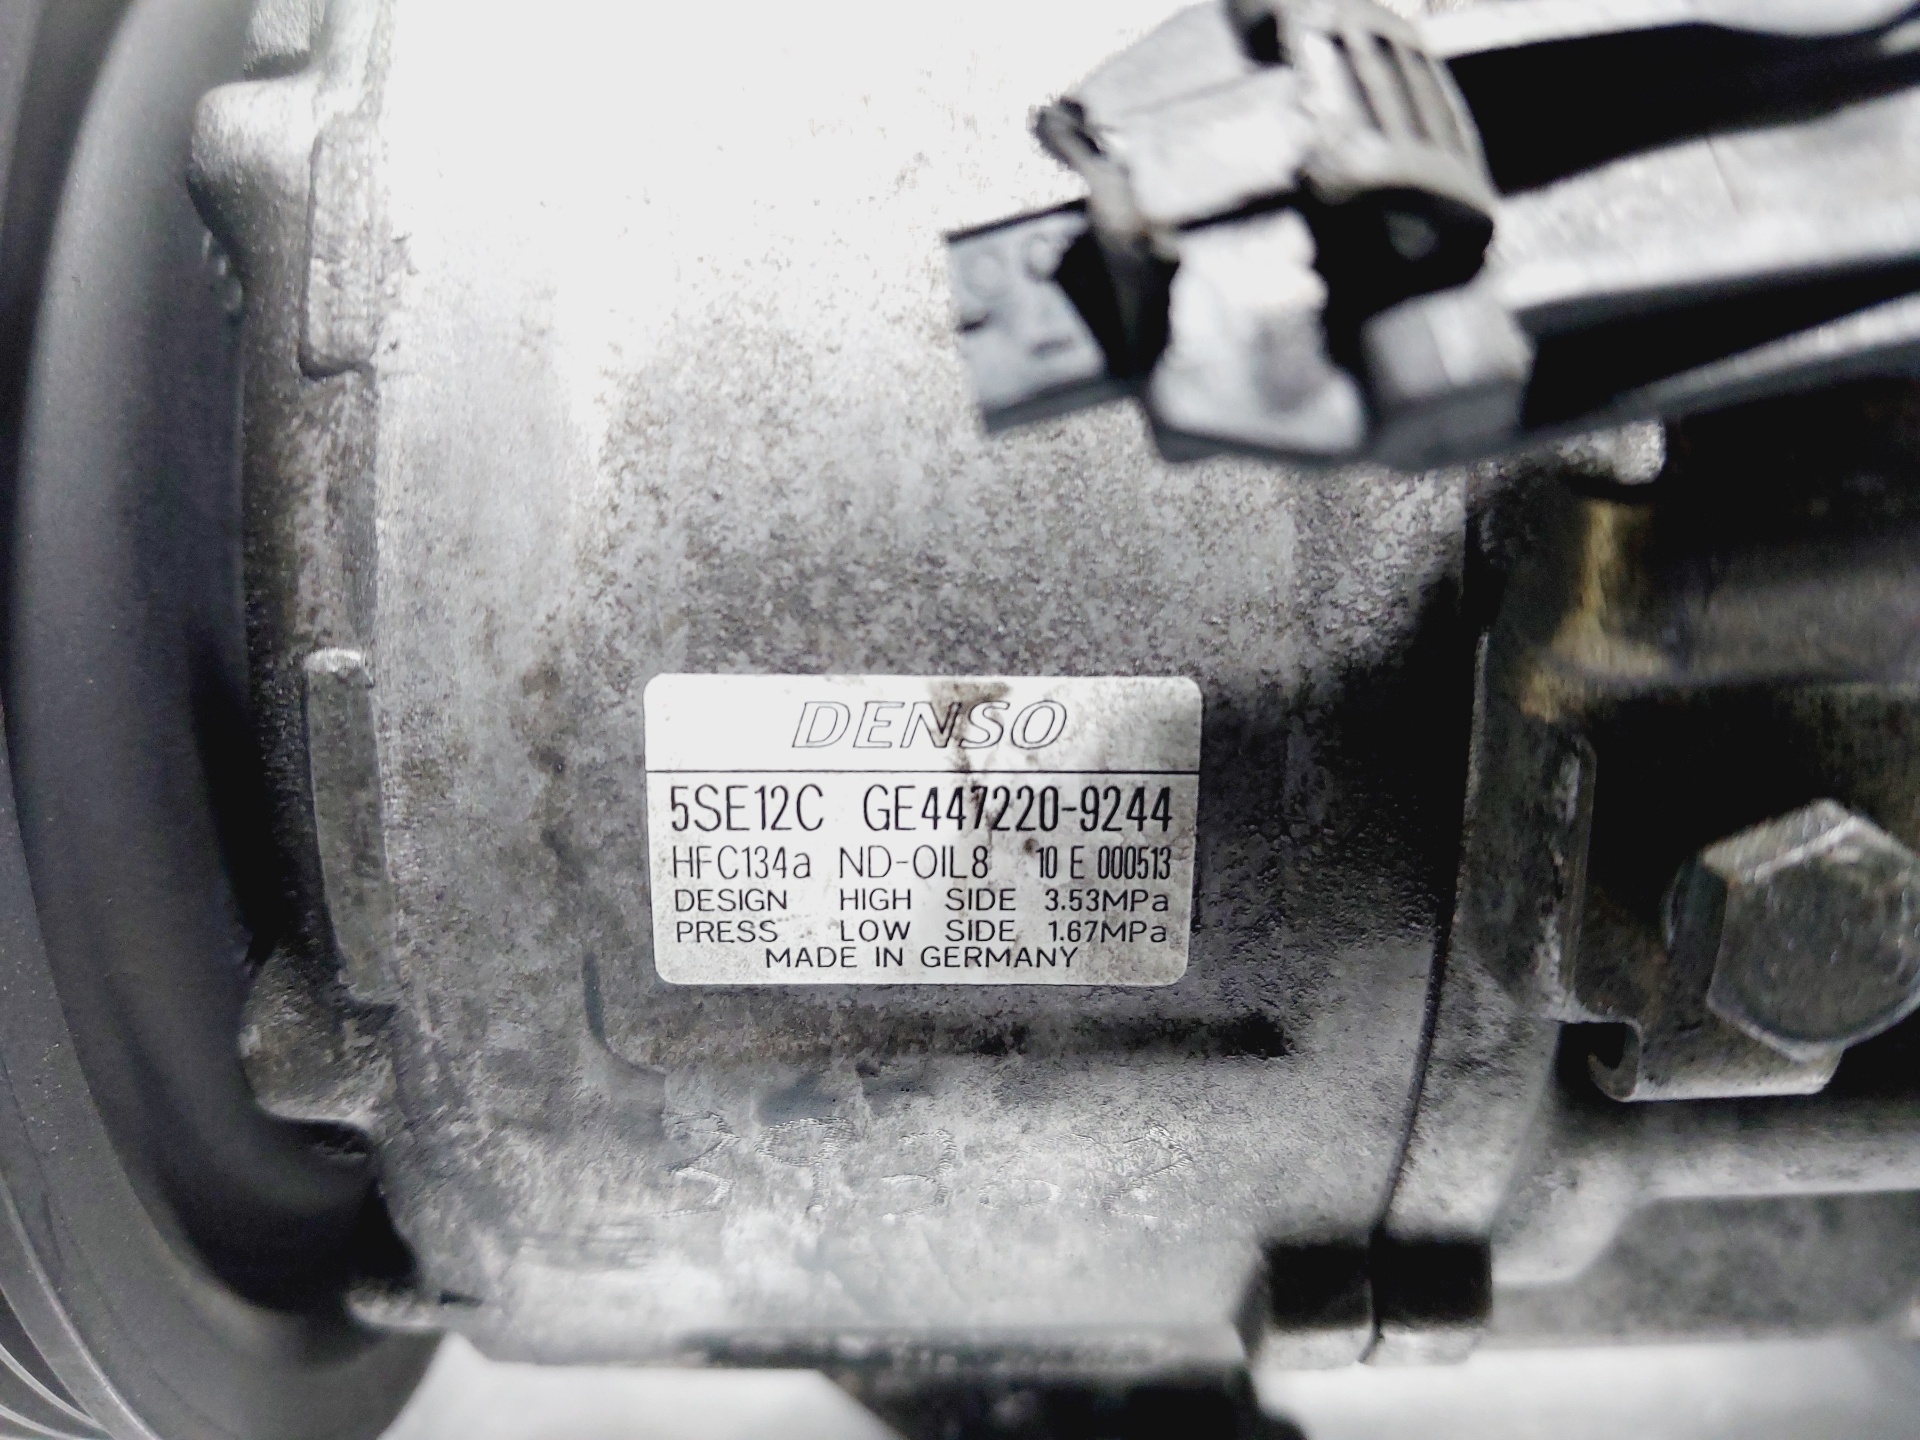 DENSO
5SE12C GE447220-9244
HFC134a ND-OIL8 10 E 000513
DESIGN HIGH SIDE 3.53MPa
PRESS LOW SIDE 1.67MPa
MADE IN GERMANY